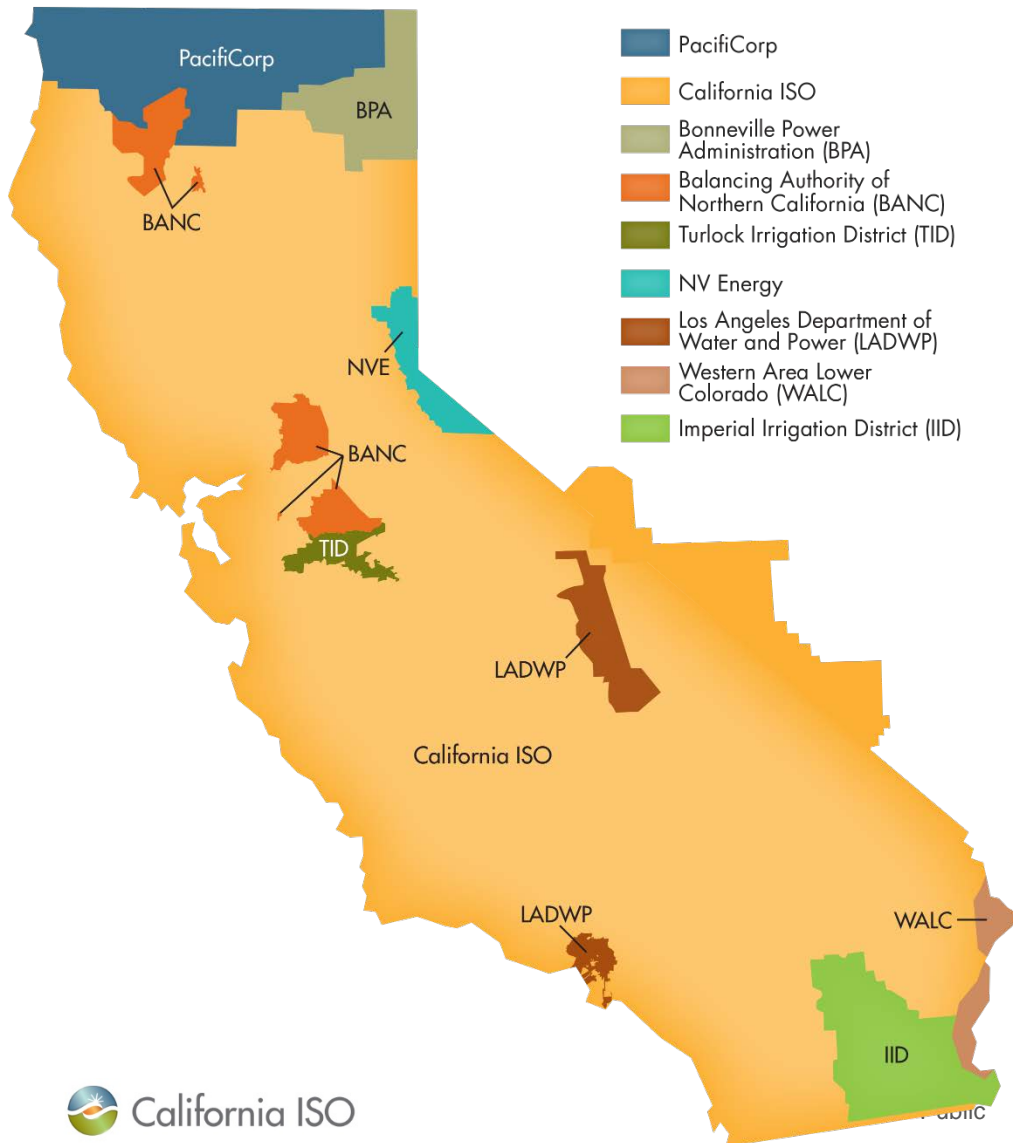 PacifiCorp
BPA
BANC
NVE
BANC
TID
LADWP
California ISO
LADWP
WALC
IID
PacifiCorp
California ISO
Bonneville Power
Administration (BPA)
Balancing Authority of
Northern California (BANC)
Turlock Irrigation District (TID)
NV Energy
Los Angeles Department of
Water and Power (LADWP)
Western Area Lower
Colorado (WALC)
Imperial Irrigation District (IID)
California ISO
Public